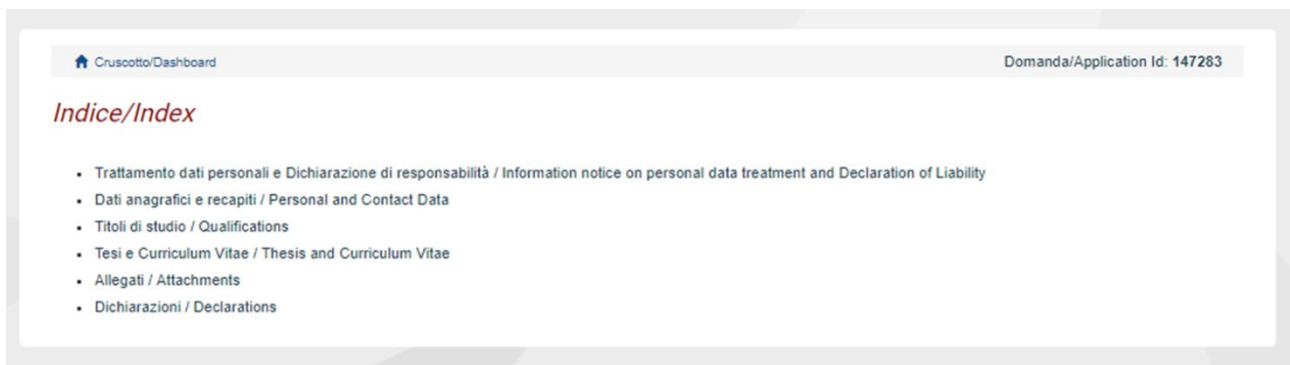 Cruscotto/Dashboard
Domanda/Application Id: 147283
Indice/Index
Trattamento dati personali e Dichiarazione di responsabilità / Information notice on personal data treatment and Declaration of Liability
Dati anagrafici e recapiti / Personal and Contact Data
Titoli di studio / Qualifications
Tesi e Curriculum Vitae / Thesis and Curriculum Vitae
Allegati / Attachments
Dichiarazioni / Declarations